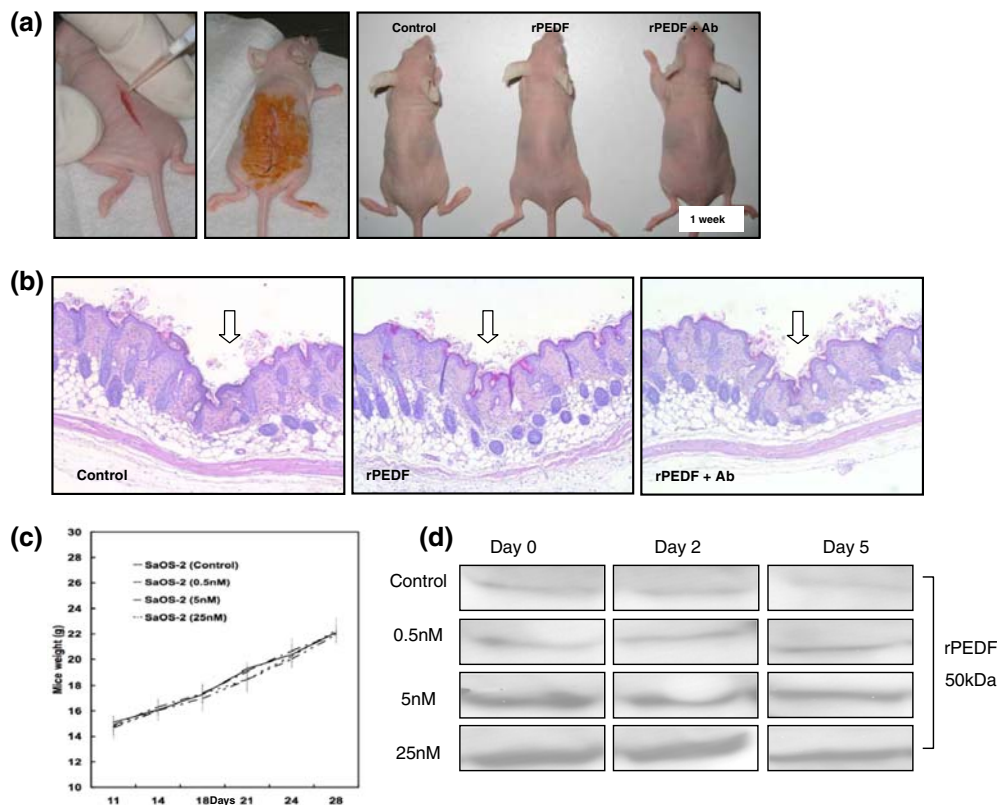 (a)
Control rPEDF rPEDF + Ab
1 week
(b)
Control
rPEDF
rPEDF + Ab
(c)
30
28
26
24
22
20
18
16
14
12
10
Mice weight (g)
SaOS-2 (Control)
SaOS-2 (0.5nM)
SaOS-2 (5nM)
SaOS-2 (25nM)
11 14 18 Days 21 24 28
(d)
Day 0 Day 2 Day 5
Control
0.5nM
5nM
25nM
rPEDF
50kDa